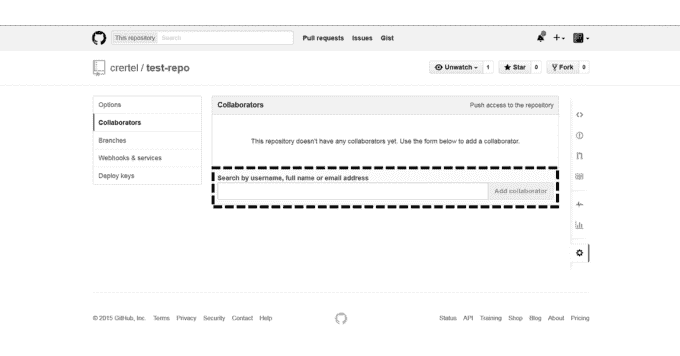 This repository Search Pull requests Issues Gist
crertel / test-repo Unwatch 1 Star 0 Fork 0
Options
Collaborators
Branches
Webhooks & services
Deploy keys
Collaborators Push access to the repository
This repository doesn't have any collaborators yet. Use the form below to add a collaborator.
Search by username, full name or email address
Add collaborator
© 2015 GitHub, Inc. Terms Privacy Security Contact Help Status API Training Shop Blog About Pricing